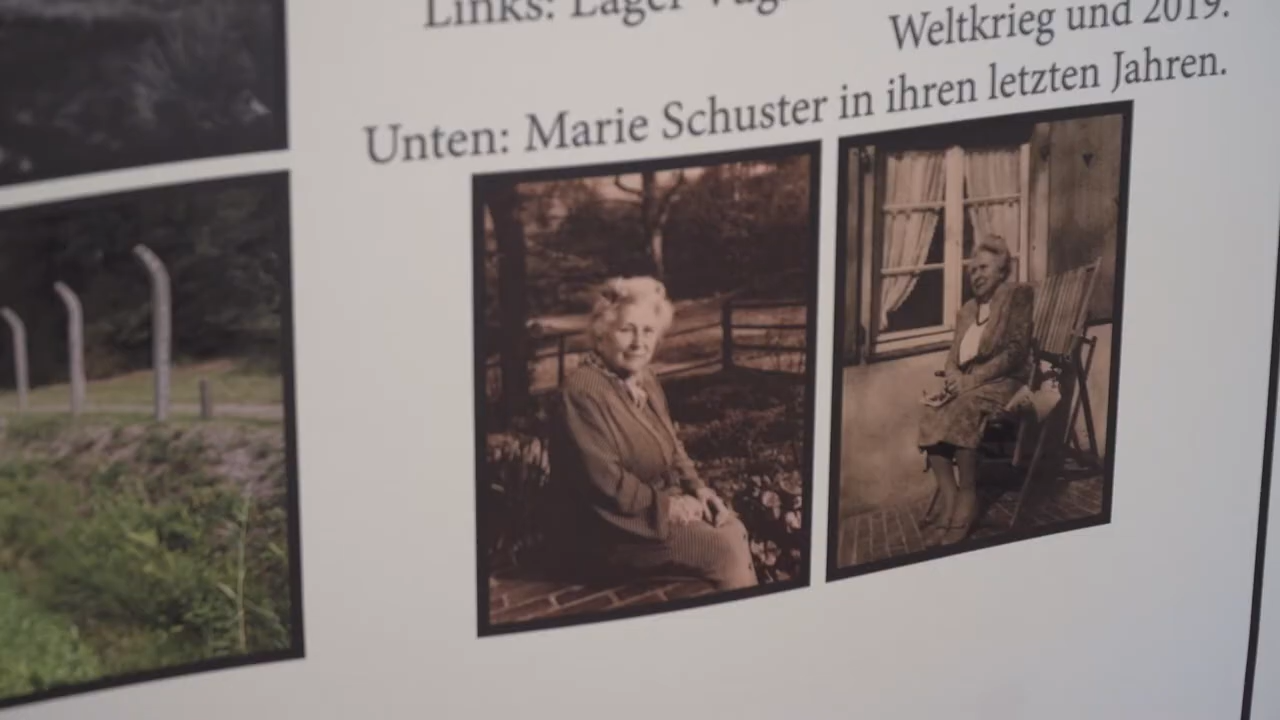 Links: Lager
Weltkrieg und 2019.
Unten: Marie Schuster in ihren letzten Jahren.